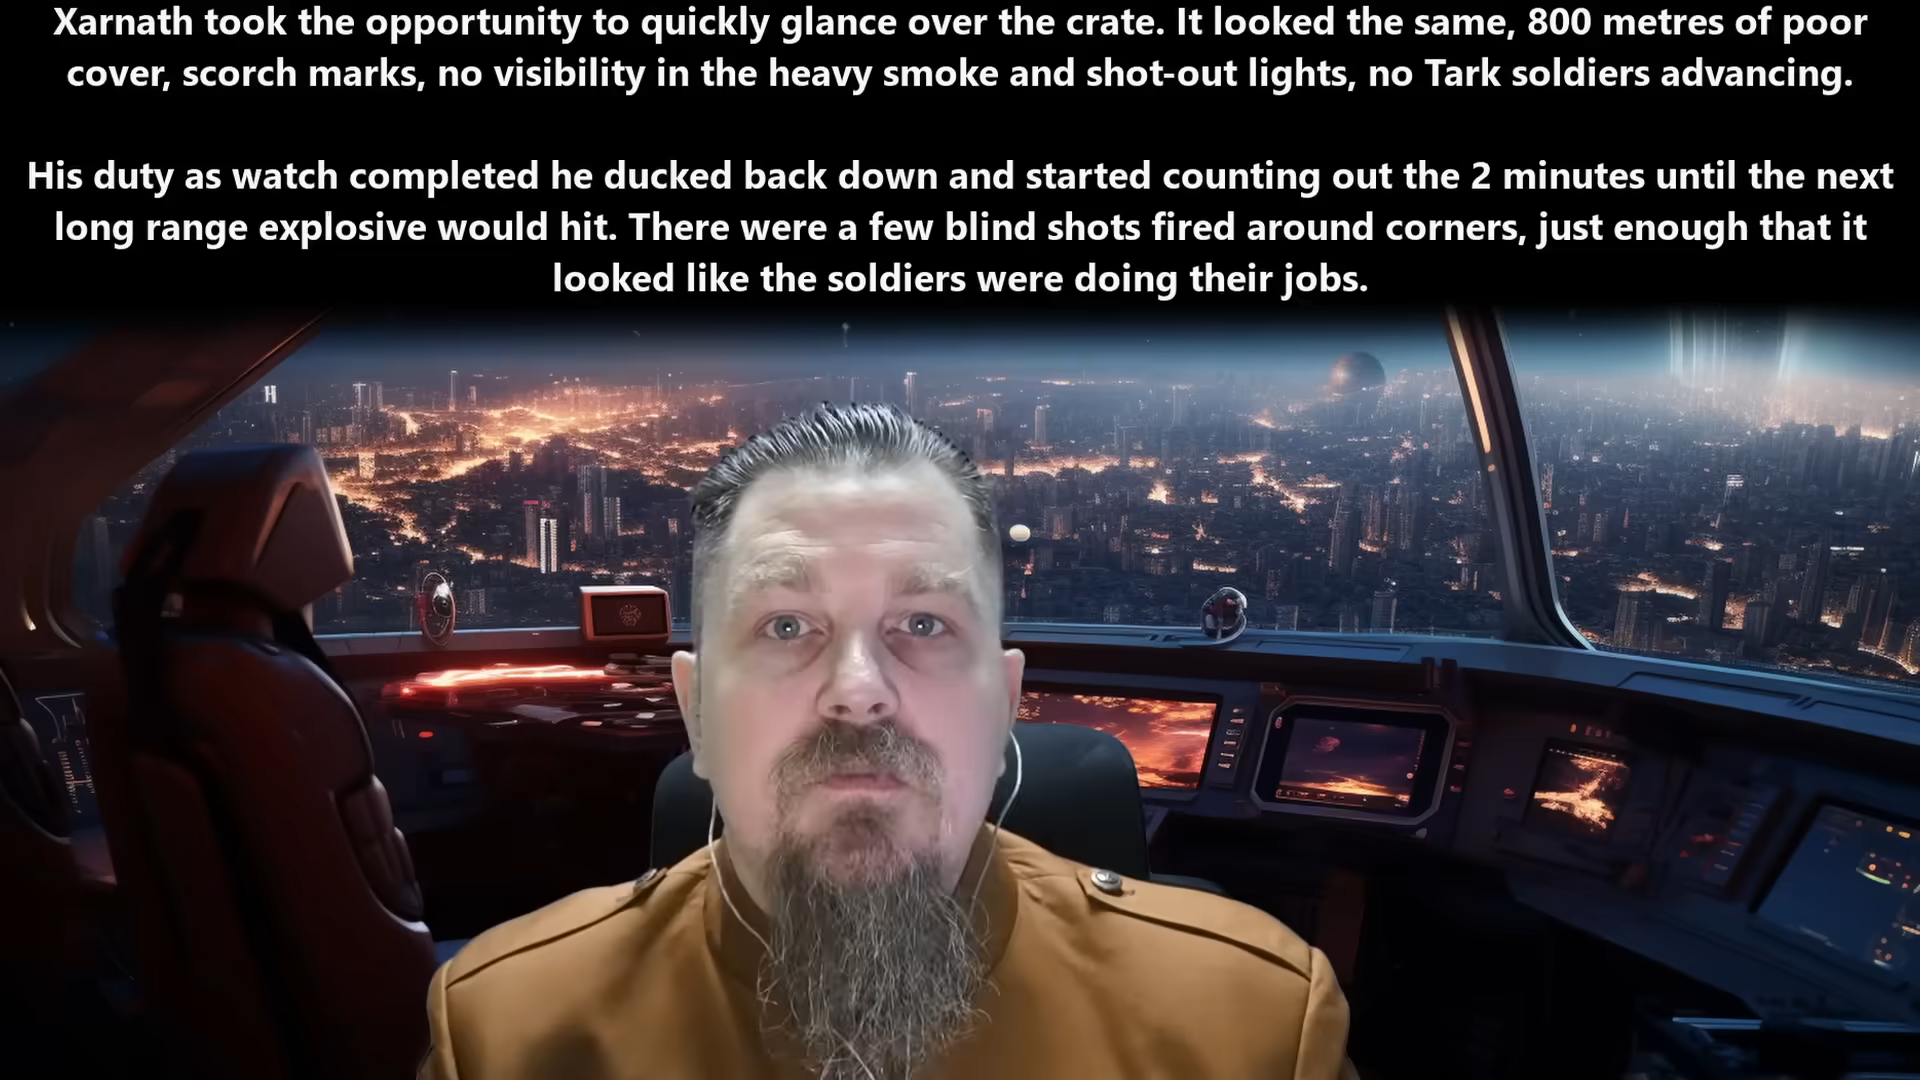 Xarnath took the opportunity to quickly glance over the crate. It looked the same, 800 metres of poor
cover, scorch marks, no visibility in the heavy smoke and shot-out lights, no Tark soldiers advancing.
His duty as watch completed he ducked back down and started counting out the 2 minutes until the next
long range explosive would hit. There were a few blind shots fired around corners, just enough that it
looked like the soldiers were doing their jobs.